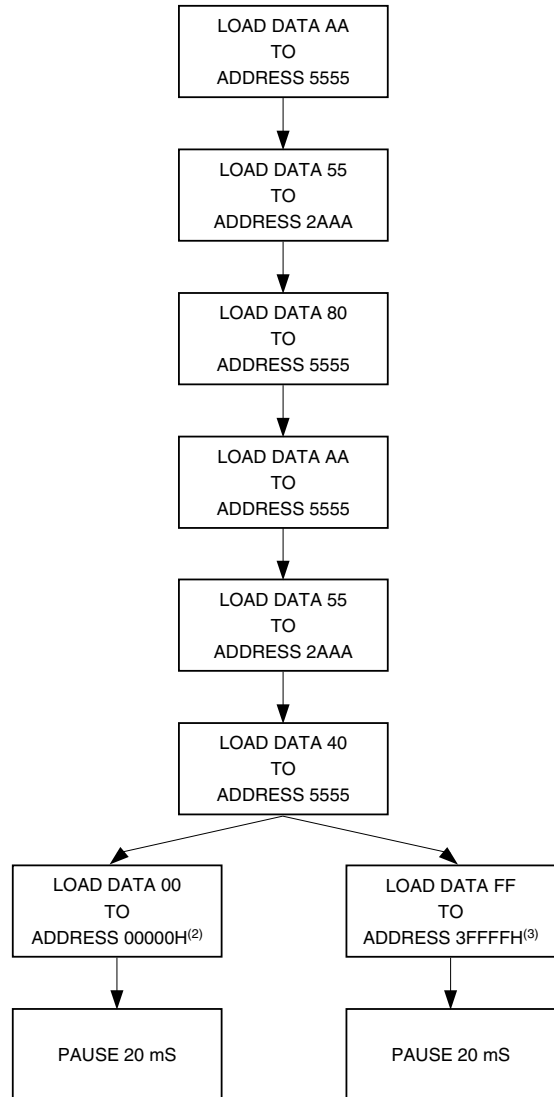 LOAD DATA AA
TO
ADDRESS 5555
LOAD DATA 55
TO
ADDRESS 2AAA
LOAD DATA 80
TO
ADDRESS 5555
LOAD DATA AA
TO
ADDRESS 5555
LOAD DATA 55
TO
ADDRESS 2AAA
LOAD DATA 40
TO
ADDRESS 5555
LOAD DATA 00
TO
ADDRESS 00000H(2)
PAUSE 20 mS
LOAD DATA FF
TO
ADDRESS 3FFFFH(3)
PAUSE 20 mS